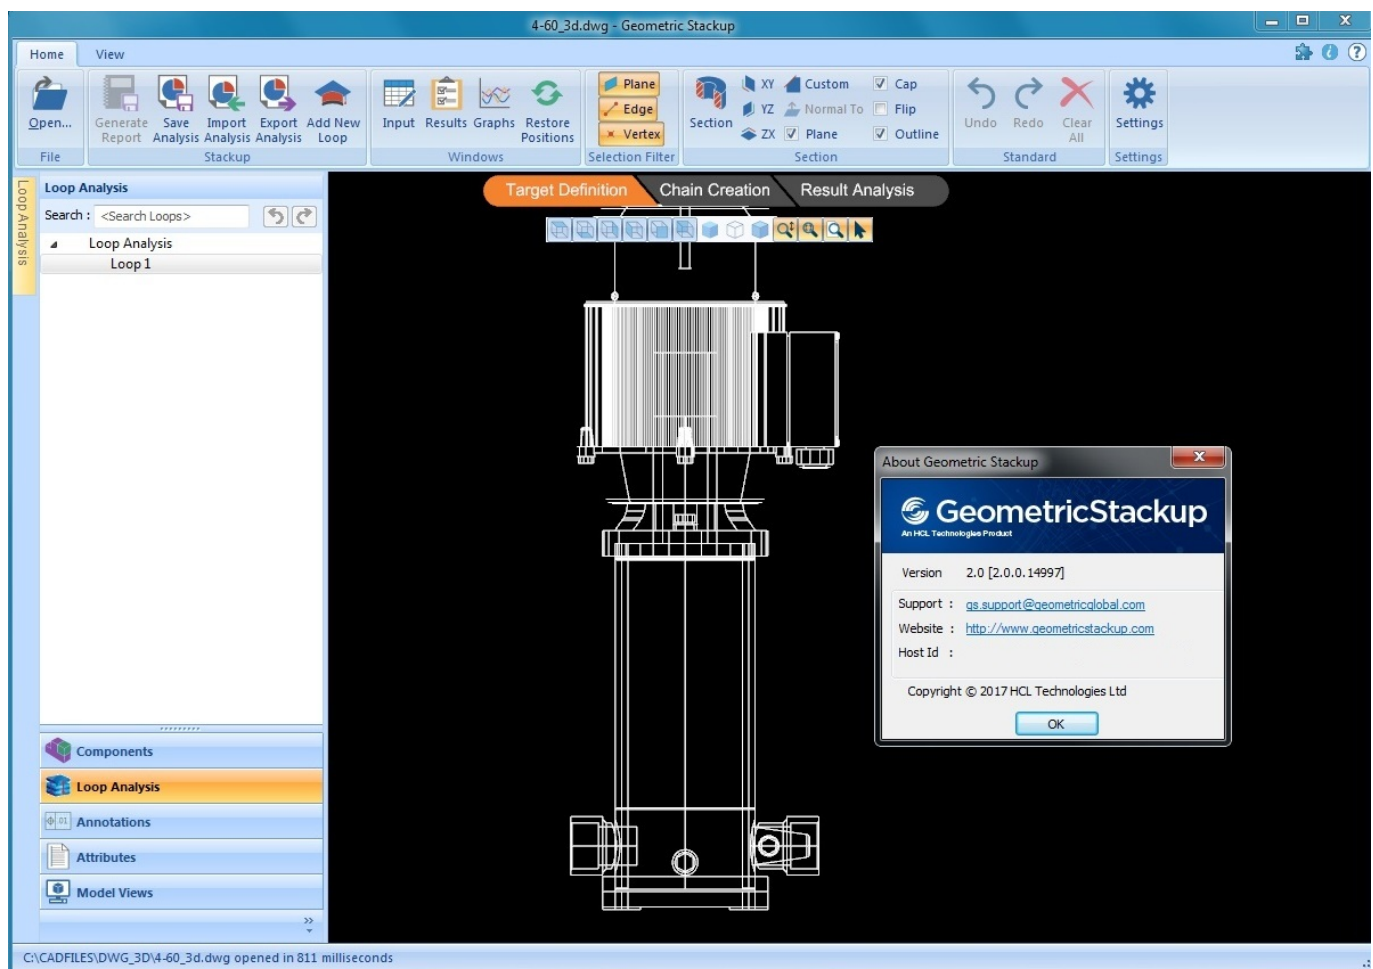 4-60_3d.dwg - Geometric Stackup
Home View
Open...
Generate Report
Save Analysis
Import Analysis
Export Analysis
Add New Loop
Input
Results
Graphs
Restore Positions
Plane
Edge
Vertex
Section
XY Custom Cap
YZ Normal To Flip
ZX Plane Outline
Undo
Redo
Clear All
Settings
File Stackup Windows Selection Filter Section Standard Settings
Loop Analysis
Loop Analysis
Search : <Search Loops>
Loop Analysis
Loop 1
Target Definition Chain Creation Result Analysis
About Geometric Stackup
GeometricStackup
An HCL Technologies Product
Version 2.0 [2.0.0.14997]
Support : gs.support@geometricglobal.com
Website : http://www.geometricstackup.com
Host Id :
Copyright © 2017 HCL Technologies Ltd
OK
Components
Loop Analysis
.01 Annotations
Attributes
Model Views
C:\CADFILES\DWG_3D\4-60_3d.dwg opened in 811 milliseconds